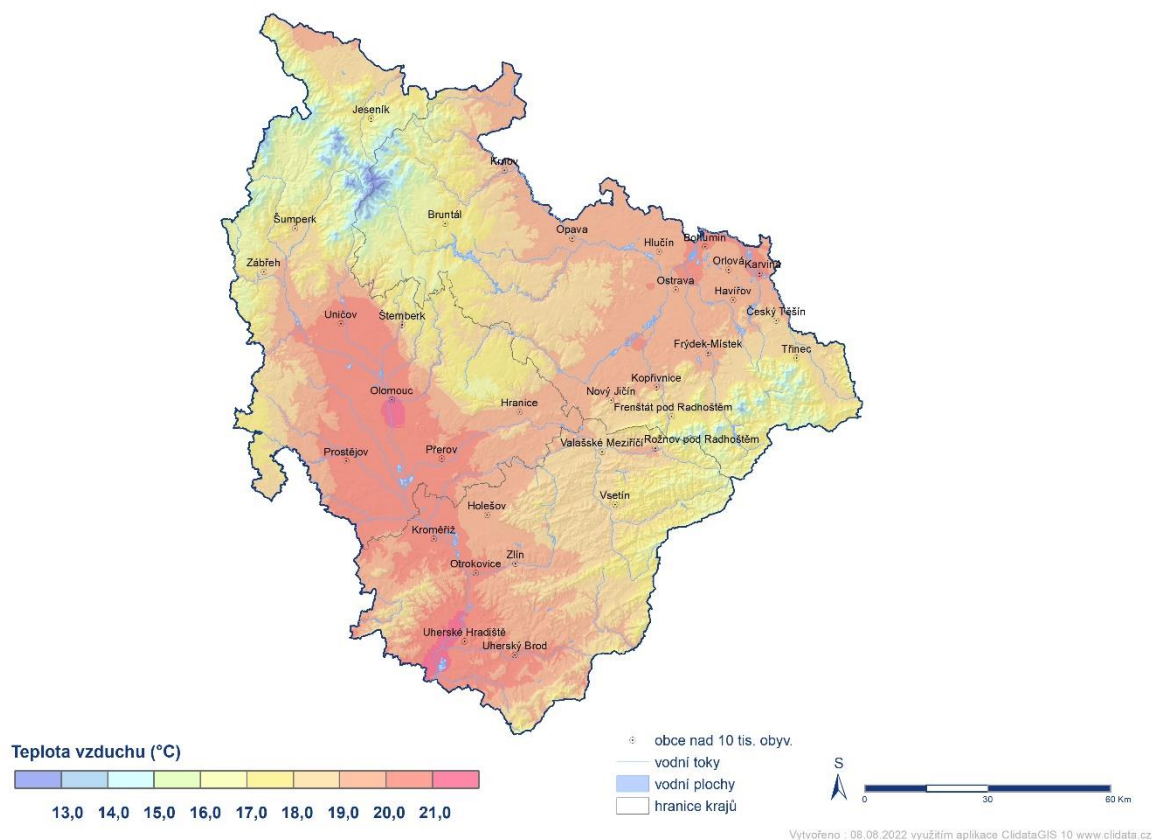 Jeseník
Krnov
Bruntál
Šumperk
Opava
Hlučín
Bohumín
Zábřeh
Orlová
Karviná
Ostrava
Havířov
Uničov
Šternberk
Český Těšín
Frýdek-Místek
Třinec
Kopřivnice
Olomouc
Nový Jičín
Hranice
Frenštát pod Radhoštěm
Prostějov
Přerov
Valašské Meziříčí
Rožnov pod Radhoštěm
Vsetín
Holešov
Kroměříž
Zlín
Otrokovice
Uherské Hradiště
Uherský Brod
Teplota vzduchu (°C)
13,0 14,0 15,0 16,0 17,0 18,0 19,0 20,0 21,0
obce nad 10 tis. obyv.
vodní toky
vodní plochy
hranice krajů
S
0 30 60 Km
Vytvořeno : 08.08.2022 využitím aplikace ClidataGIS 10 www.clidata.cz